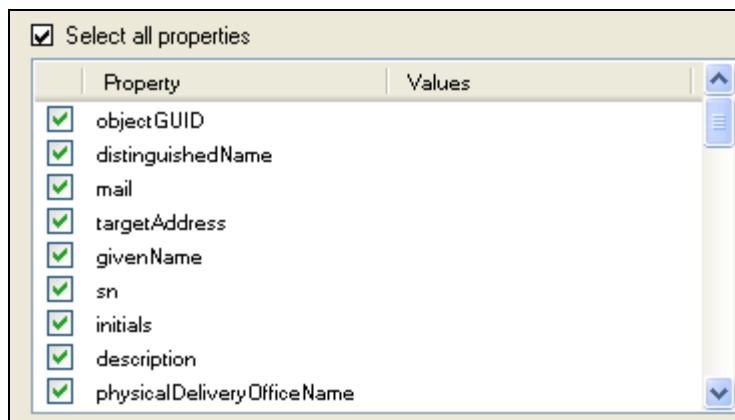 Select all properties
Property Values
objectGUID
distinguishedName
mail
targetAddress
givenName
sn
initials
description
physicalDeliveryOfficeName